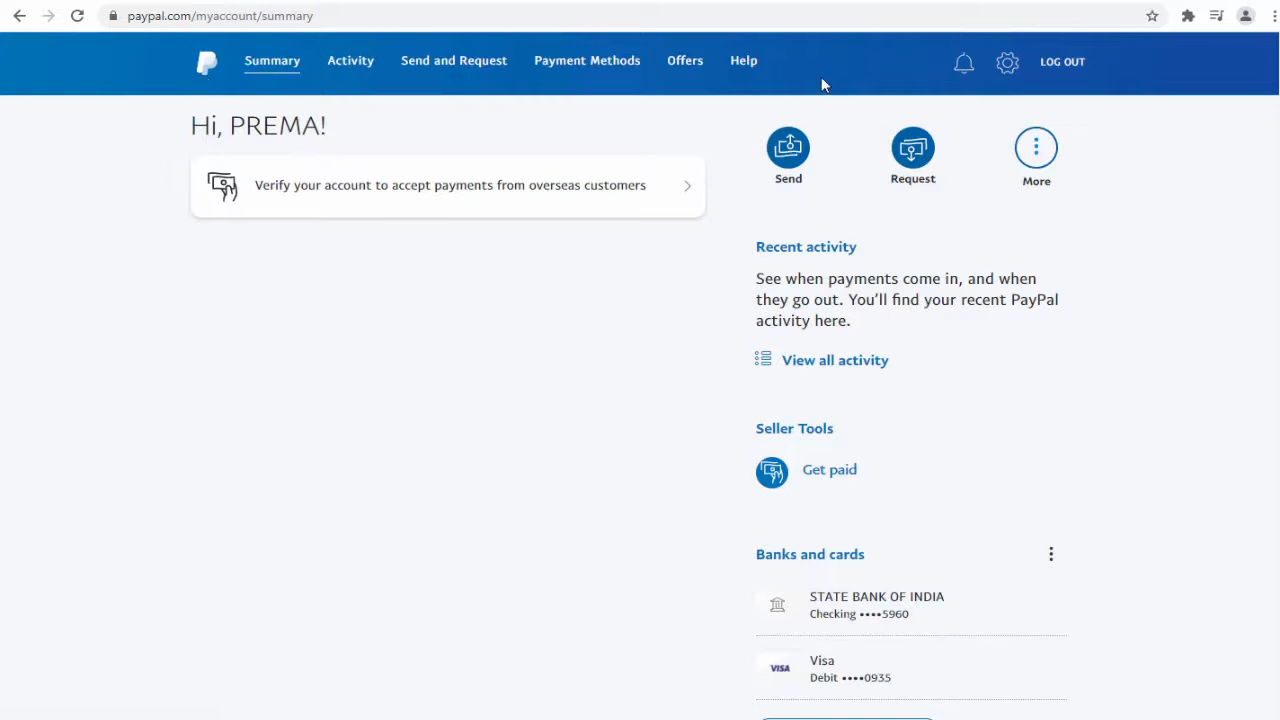 paypal.com/myaccount/summary
Summary Activity Send and Request Payment Methods Offers Help LOG OUT
Hi, PREMA!
Verify your account to accept payments from overseas customers
Send Request More
Recent activity
See when payments come in, and when
they go out. You'll find your recent PayPal
activity here.
View all activity
Seller Tools
Get paid
Banks and cards
STATE BANK OF INDIA
Checking ••••5960
VISA Visa
Debit ••••0935